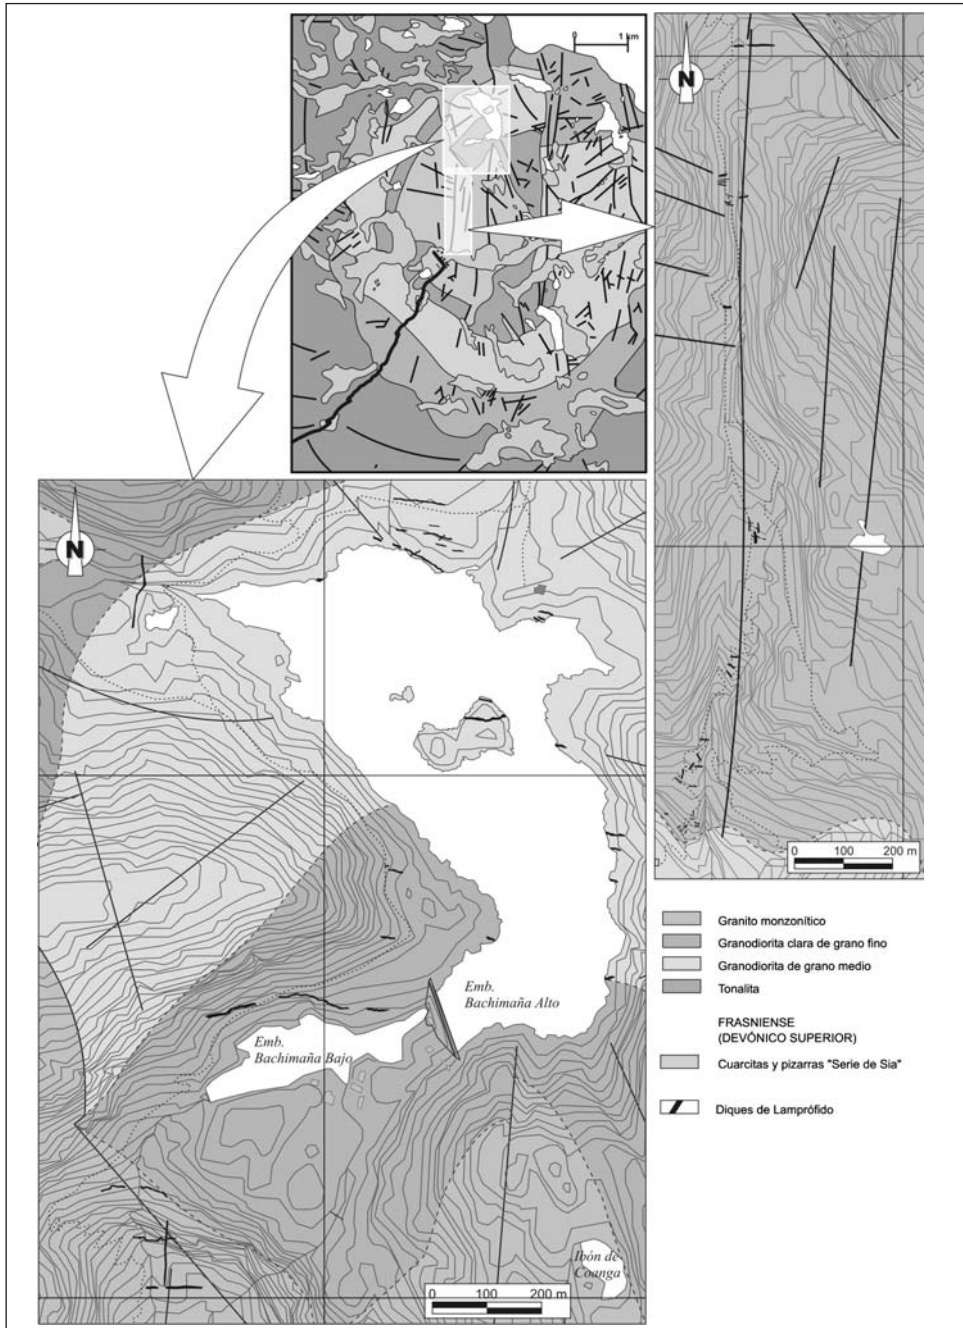 0
1 km
N
N
0 100 200 m
Emb.
Bachimaña Alto
Emb.
Bachimaña Bajo
Ibón de
Coanga
0 100 200 m
Granito monzonítico
Granodiorita clara de grano fino
Granodiorita de grano medio
Tonalita
FRASNIENSE
(DEVÓNICO SUPERIOR)
Cuarcitas y pizarras "Serie de Sia"
Diques de Lamprófido